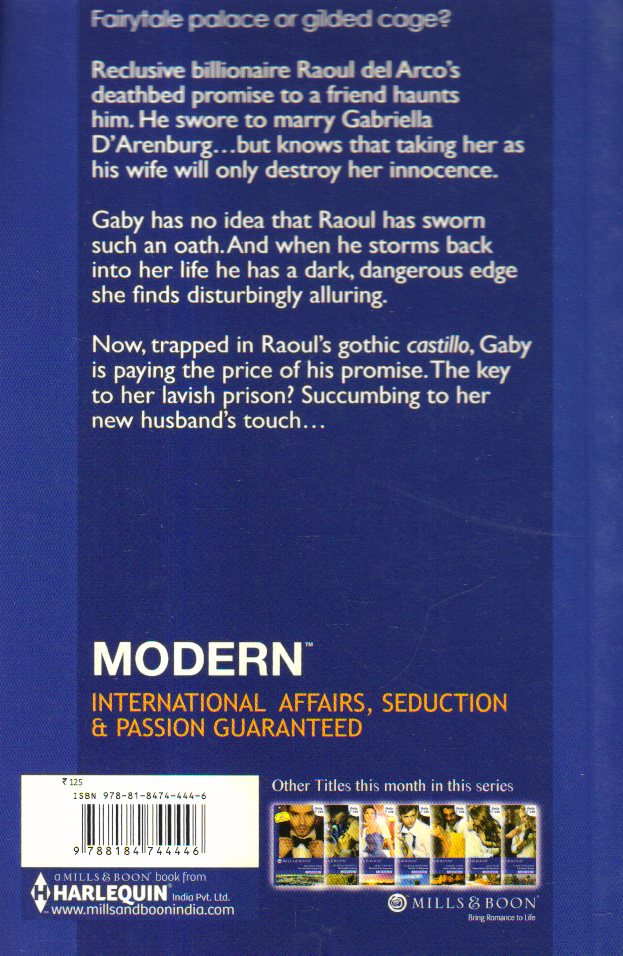 Fairytale palace or gilded cage?
Reclusive billionaire Raoul del Arco's
deathbed promise to a friend haunts
him. He swore to marry Gabriella
D'Arenburg...but knows that taking her as
his wife will only destroy her innocence.
Gaby has no idea that Raoul has sworn
such an oath. And when he storms back
into her life he has a dark, dangerous edge
she finds disturbingly alluring.
Now, trapped in Raoul's gothic castillo, Gaby
is paying the price of his promise. The key
to her lavish prison? Succumbing to her
new husband's touch...
MODERN™
INTERNATIONAL AFFAIRS, SEDUCTION
& PASSION GUARANTEED
₹ 125
ISBN 978-81-8474-444-6
9 788184 744446
a MILLS & BOON® book from
HARLEQUIN® India Pvt. Ltd.
www.millsandboonindia.com
Other Titles this month in this series
MILLS & BOON®
Bring Romance to Life